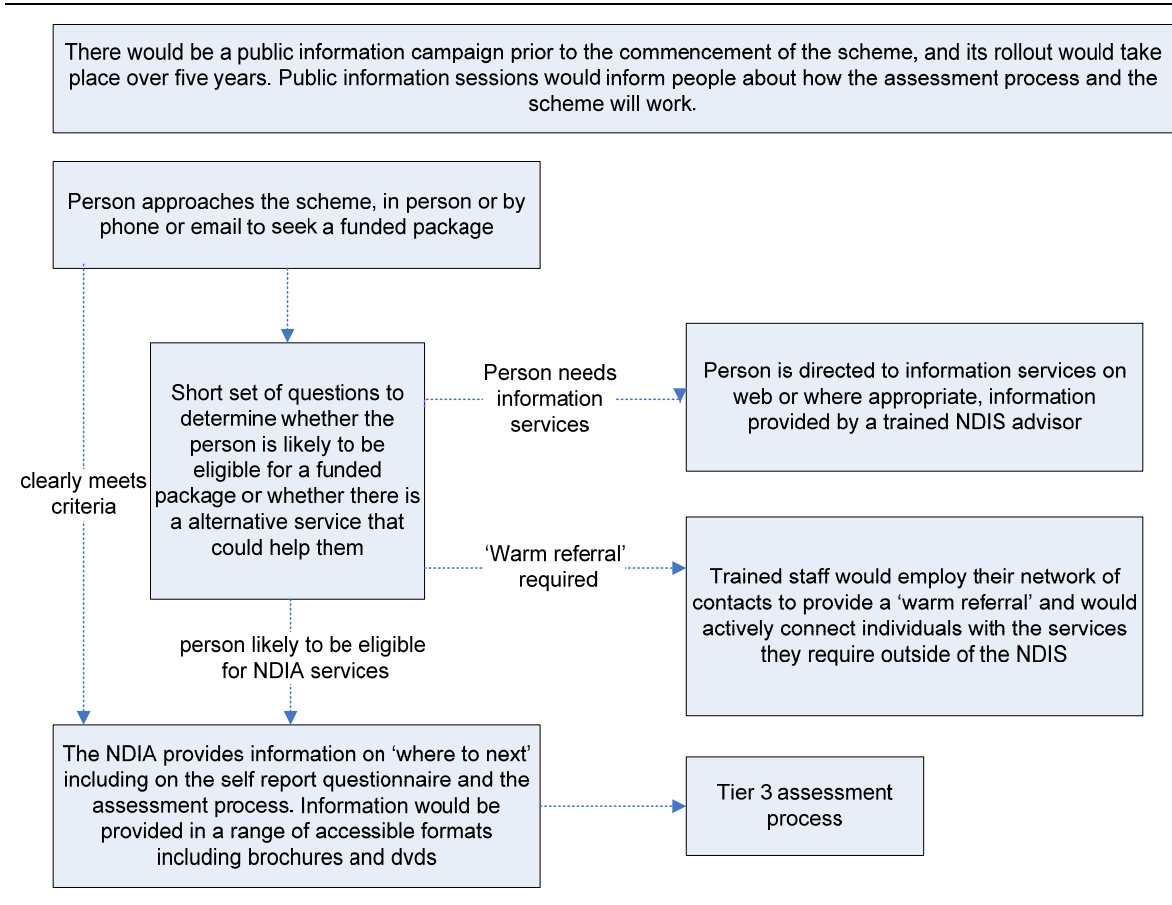 There would be a public information campaign prior to the commencement of the scheme, and its rollout would take
place over five years. Public information sessions would inform people about how the assessment process and the
scheme will work.
Person approaches the scheme, in person or by
phone or email to seek a funded package
Short set of questions to
determine whether the
person is likely to be
eligible for a funded
package or whether there is
a alternative service that
could help them
Person needs
information
services
Person is directed to information services on
web or where appropriate, information
provided by a trained NDIS advisor
clearly meets
criteria
‘Warm referral’
required
Trained staff would employ their network of
contacts to provide a ‘warm referral’ and would
actively connect individuals with the services
they require outside of the NDIS
person likely to be eligible
for NDIA services
The NDIA provides information on ‘where to next’
including on the self report questionnaire and the
assessment process. Information would be
provided in a range of accessible formats
including brochures and dvds
Tier 3 assessment
process